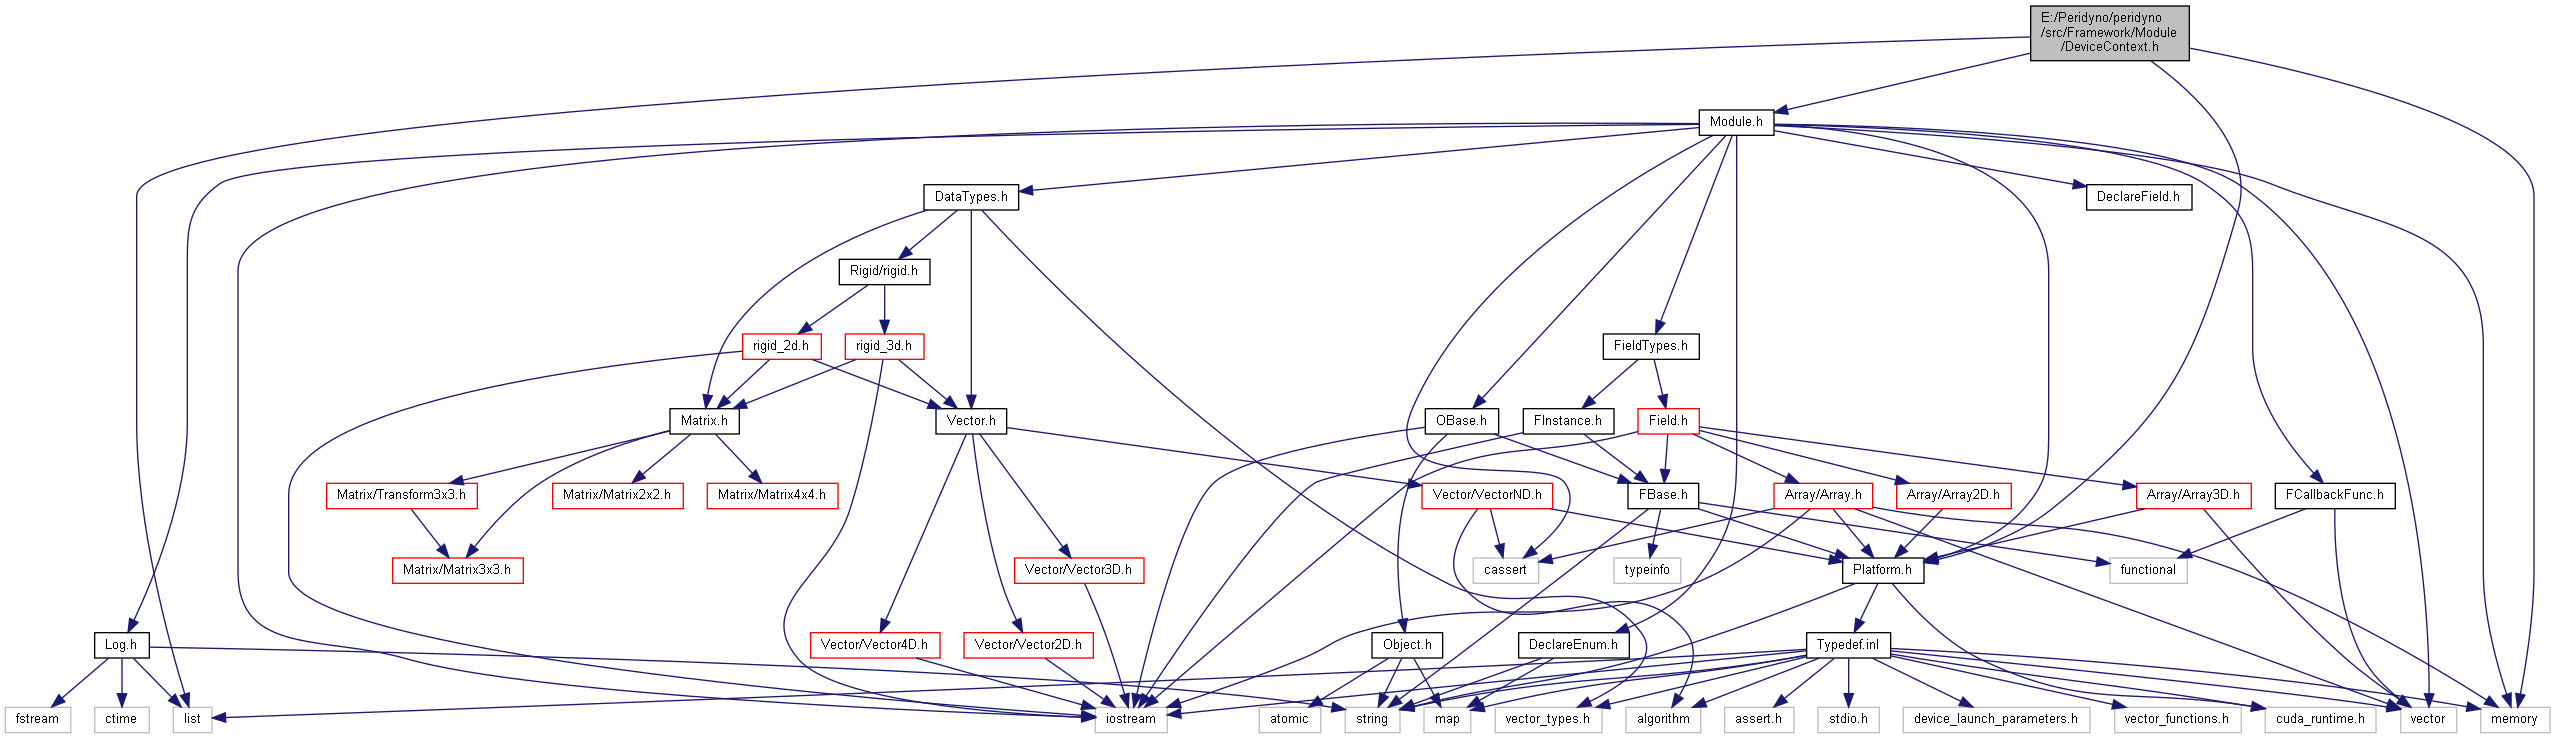 E:/Peridyno/peridyno
/src/Framework/Module
/DeviceContext.h
Module.h
DataTypes.h
DeclareField.h
Rigid/rigid.h
rigid_2d.h
rigid_3d.h
FieldTypes.h
Matrix.h
Vector.h
OBase.h
FInstance.h
Field.h
Matrix/Transform3x3.h
Matrix/Matrix2x2.h
Matrix/Matrix4x4.h
Vector/VectorND.h
FBase.h
Array/Array.h
Array/Array2D.h
Array/Array3D.h
FCallbackFunc.h
Matrix/Matrix3x3.h
Vector/Vector3D.h
cassert
typeinfo
Platform.h
functional
Log.h
Vector/Vector4D.h
Vector/Vector2D.h
Object.h
DeclareEnum.h
Typedef.inl
fstream
ctime
list
iostream
atomic
string
map
vector_types.h
algorithm
assert.h
stdio.h
device_launch_parameters.h
vector_functions.h
cuda_runtime.h
vector
memory